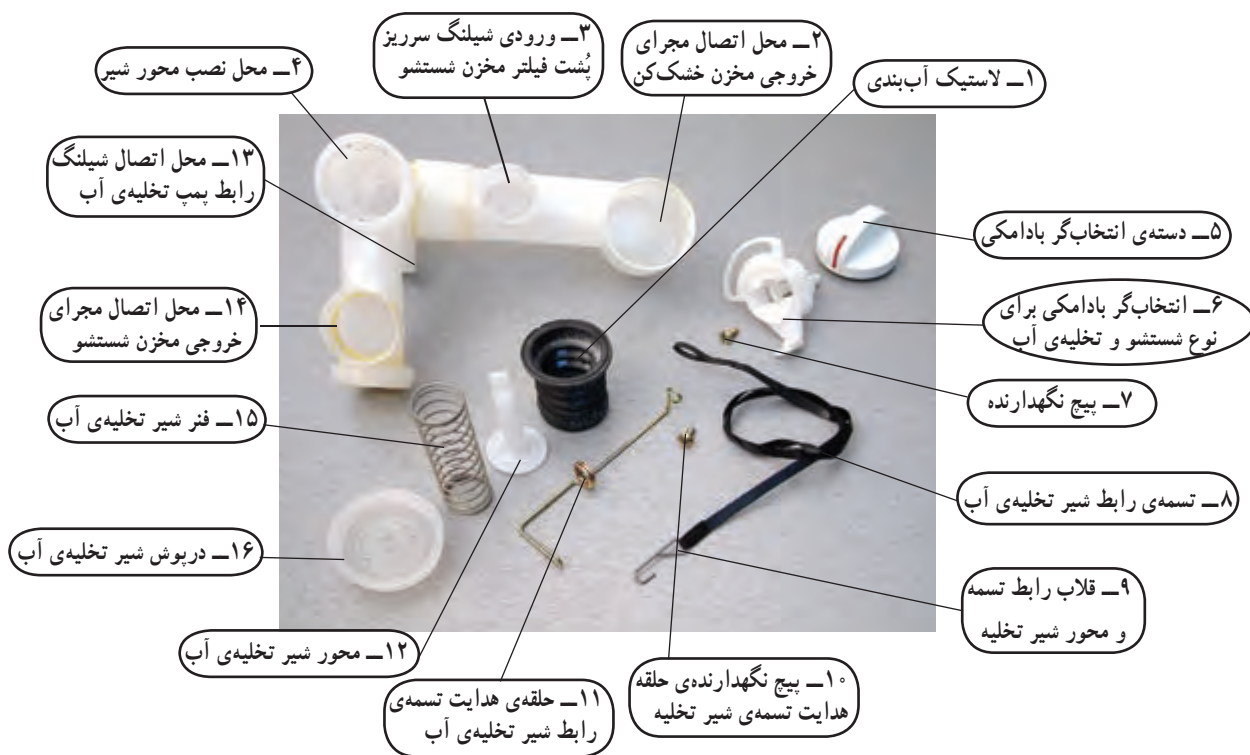 ۱ــ لاستیک آب‌بندی
۲ــ محل اتصال مجرای
خروجی مخزن خشک‌کن
۳ــ ورودی شیلنگ سرریز
پُشت فیلتر مخزن شستشو
۴ــ محل نصب محور شیر
۵ــ دسته‌ی انتخاب‌گر بادامکی
۶ــ انتخاب‌گر بادامکی برای
نوع شستشو و تخلیه‌ی آب
۷ــ پیچ نگهدارنده
۸ــ تسمه‌ی رابط شیر تخلیه‌ی آب
۹ــ قلاب رابط تسمه
و محور شیر تخلیه
۱۰ــ پیچ نگهدارنده‌ی حلقه
هدایت تسمه‌ی شیر تخلیه
۱۱ــ حلقه‌ی هدایت تسمه‌ی
رابط شیر تخلیه‌ی آب
۱۲ــ محور شیر تخلیه‌ی آب
۱۳ــ محل اتصال شیلنگ
رابط پمپ تخلیه‌ی آب
۱۴ــ محل اتصال مجرای
خروجی مخزن شستشو
۱۵ــ فنر شیر تخلیه‌ی آب
۱۶ــ درپوش شیر تخلیه‌ی آب